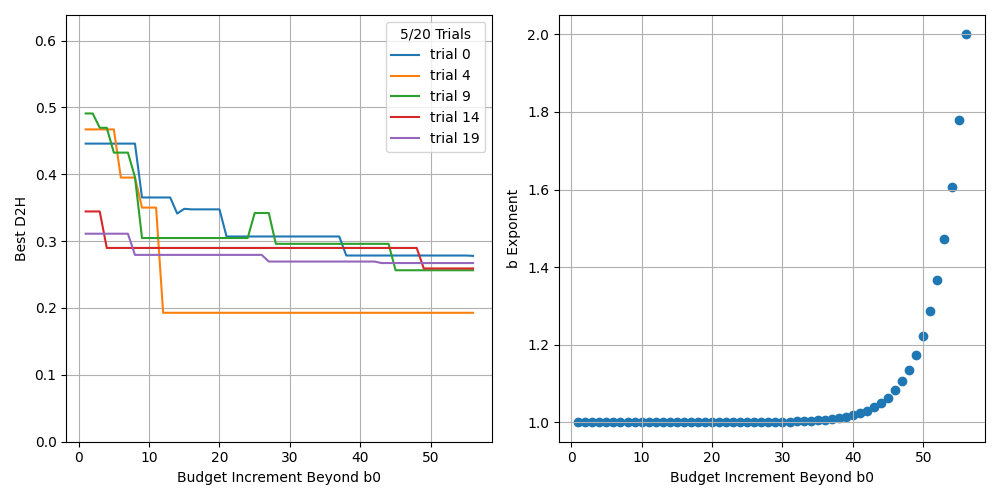 0.6
0.5
0.4
0.3
0.2
0.1
0.0
Best D2H
0 10 20 30 40 50
Budget Increment Beyond b0
5/20 Trials
trial 0
trial 4
trial 9
trial 14
trial 19
2.0
1.8
1.6
1.4
1.2
1.0
b Exponent
0 10 20 30 40 50
Budget Increment Beyond b0